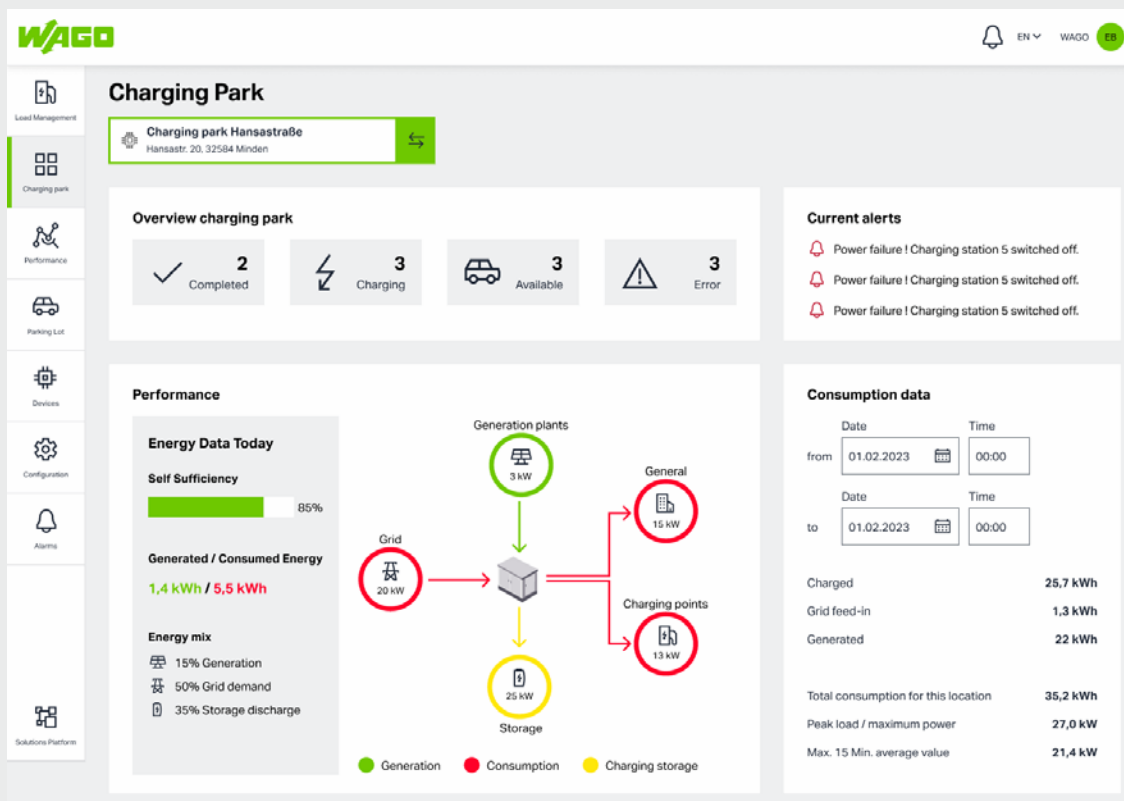 WAGO
EN
WAGO
EB
Load Management
Charging park
Performance
Parking Lot
Devices
Configuration
Alarms
Solutions Platform
Charging Park
Charging park Hansastraße
Hansastr. 20, 32584 Minden
Overview charging park
2
Completed
3
Charging
3
Available
3
Error
Current alerts
Power failure ! Charging station 5 switched off.
Power failure ! Charging station 5 switched off.
Power failure ! Charging station 5 switched off.
Performance
Energy Data Today
Self Sufficiency
85%
Generated / Consumed Energy
1,4 kWh / 5,5 kWh
Energy mix
15% Generation
50% Grid demand
35% Storage discharge
Generation plants
3 kW
General
15 kW
Grid
20 kW
Charging points
13 kW
25 kW
Storage
Generation
Consumption
Charging storage
Consumption data
Date Time
from 01.02.2023 00:00
Date Time
to 01.02.2023 00:00
Charged 25,7 kWh
Grid feed-in 1,3 kWh
Generated 22 kWh
Total consumption for this location 35,2 kWh
Peak load / maximum power 27,0 kW
Max. 15 Min. average value 21,4 kW